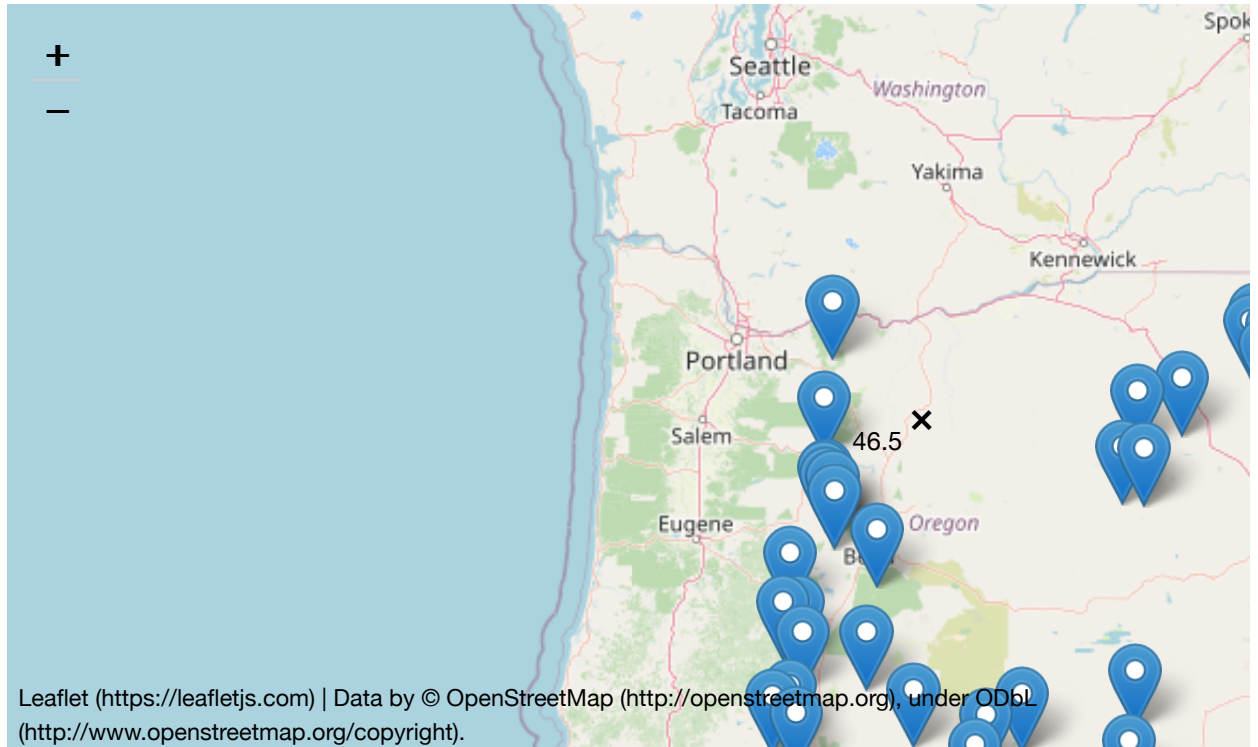 Spok
+
Seattle
Washington
−
Tacoma
Yakima
Kennewick
Portland
Salem
46.5
Eugene
Oregon
Leaflet (https://leafletjs.com) | Data by © OpenStreetMap (http://openstreetmap.org), under ODbL
(http://www.openstreetmap.org/copyright).